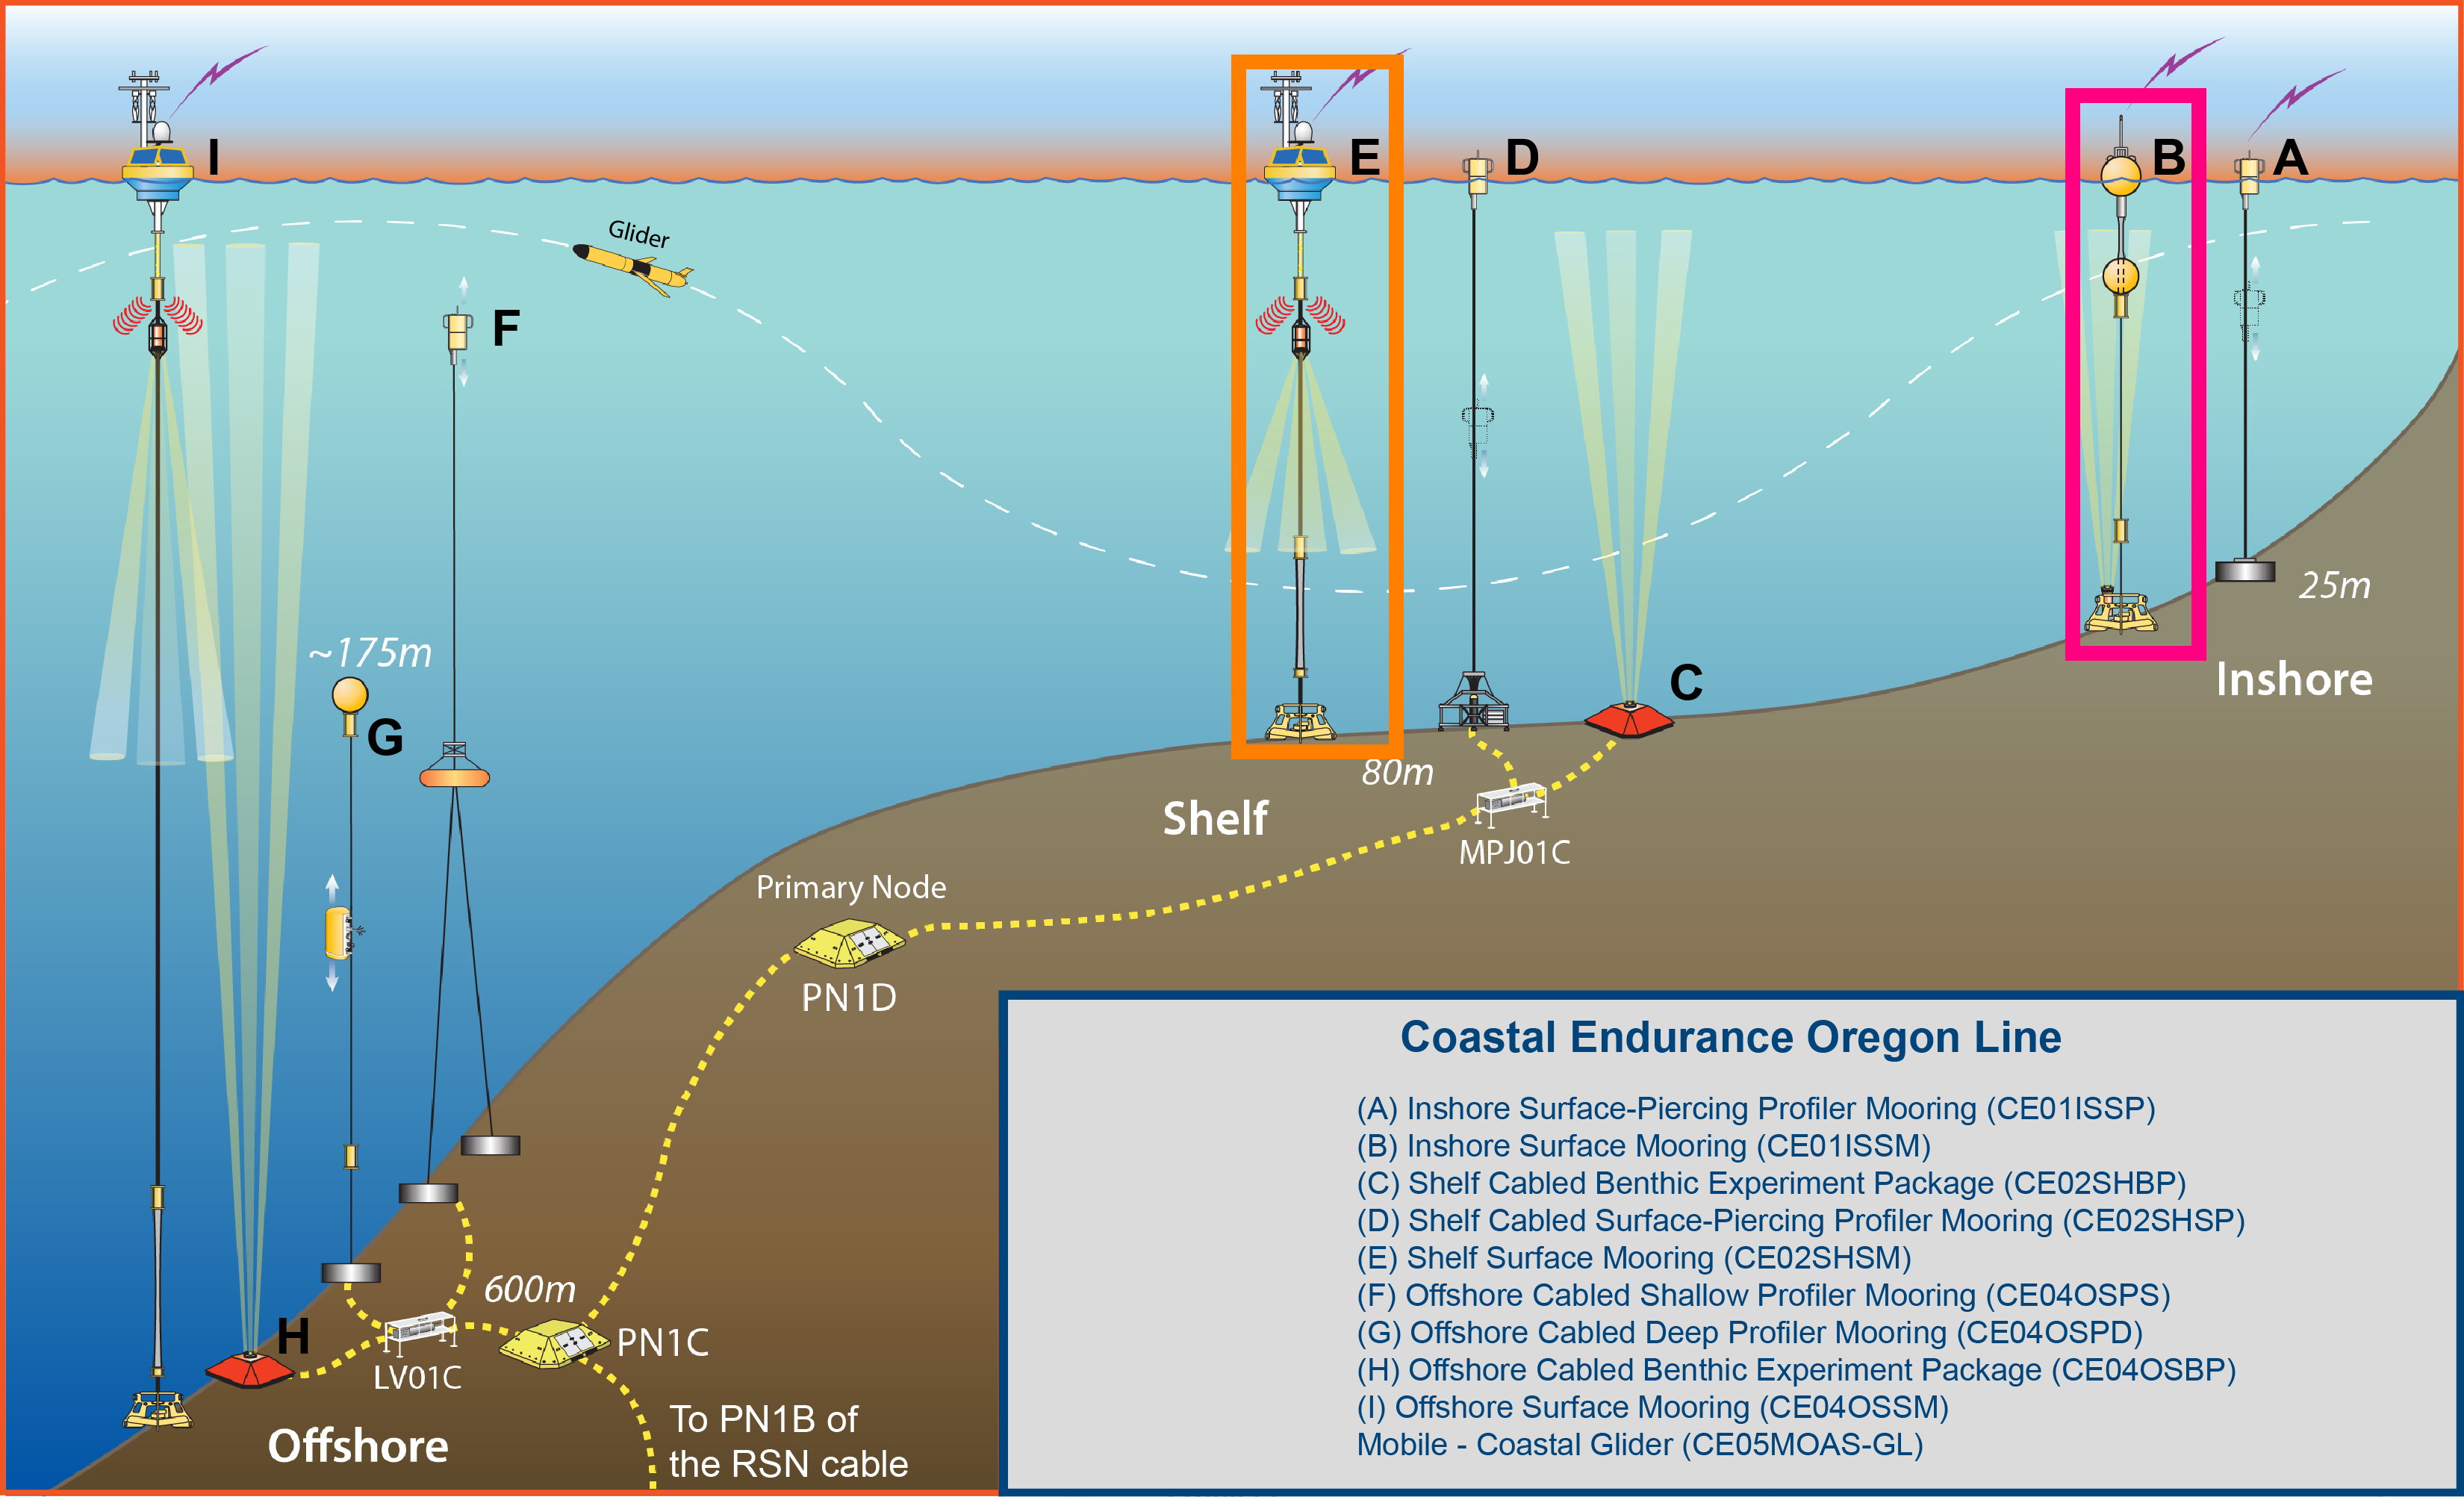 I
E
D
B
A
Glider
F
25m
~175m
Inshore
C
G
80m
Shelf
MPJ01C
Primary Node
PN1D
600m
H
PN1C
LV01C
To PN1B of
the RSN cable
Offshore
Coastal Endurance Oregon Line
(A) Inshore Surface-Piercing Profiler Mooring (CE01ISSP)
(B) Inshore Surface Mooring (CE01ISSM)
(C) Shelf Cabled Benthic Experiment Package (CE02SHBP)
(D) Shelf Cabled Surface-Piercing Profiler Mooring (CE02SHSP)
(E) Shelf Surface Mooring (CE02SHSM)
(F) Offshore Cabled Shallow Profiler Mooring (CE04OSPS)
(G) Offshore Cabled Deep Profiler Mooring (CE04OSPD)
(H) Offshore Cabled Benthic Experiment Package (CE04OSBP)
(I) Offshore Surface Mooring (CE04OSSM)
Mobile - Coastal Glider (CE05MOAS-GL)